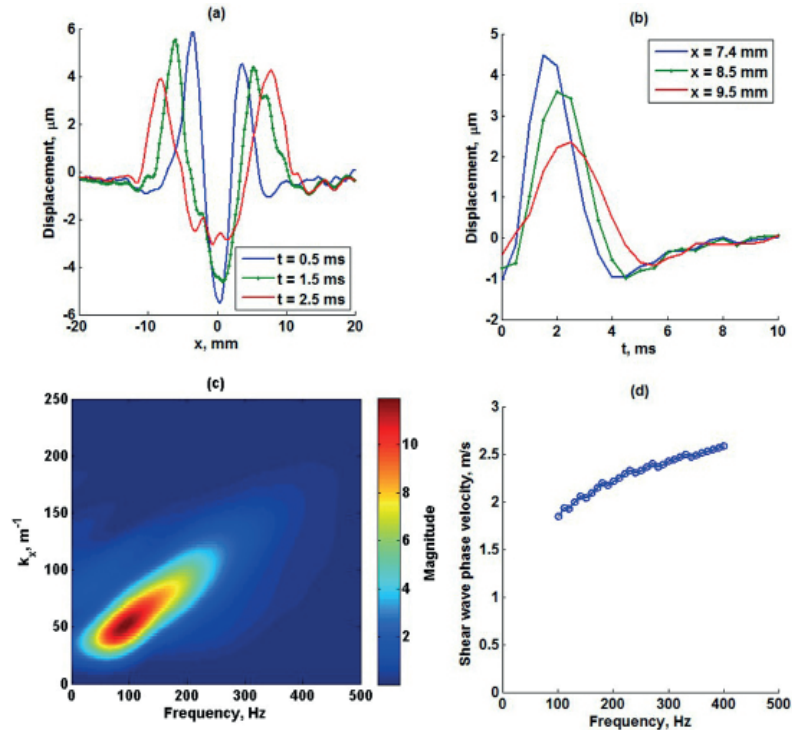 (a)
Displacement, μm
6
4
2
0
-2
-4
-6
-20
-10
0
10
20
x, mm
t = 0.5 ms
t = 1.5 ms
t = 2.5 ms
(b)
Displacement, μm
5
4
3
2
1
0
-1
-2
0
2
4
6
8
10
t, ms
x = 7.4 mm
x = 8.5 mm
x = 9.5 mm
(c)
kₓ, m⁻¹
250
200
150
100
50
0
0
100
200
300
400
500
Frequency, Hz
10
8
6
4
2
Magnitude
(d)
Shear wave phase velocity, m/s
3
2.5
2
1.5
1
0.5
0
0
100
200
300
400
500
Frequency, Hz